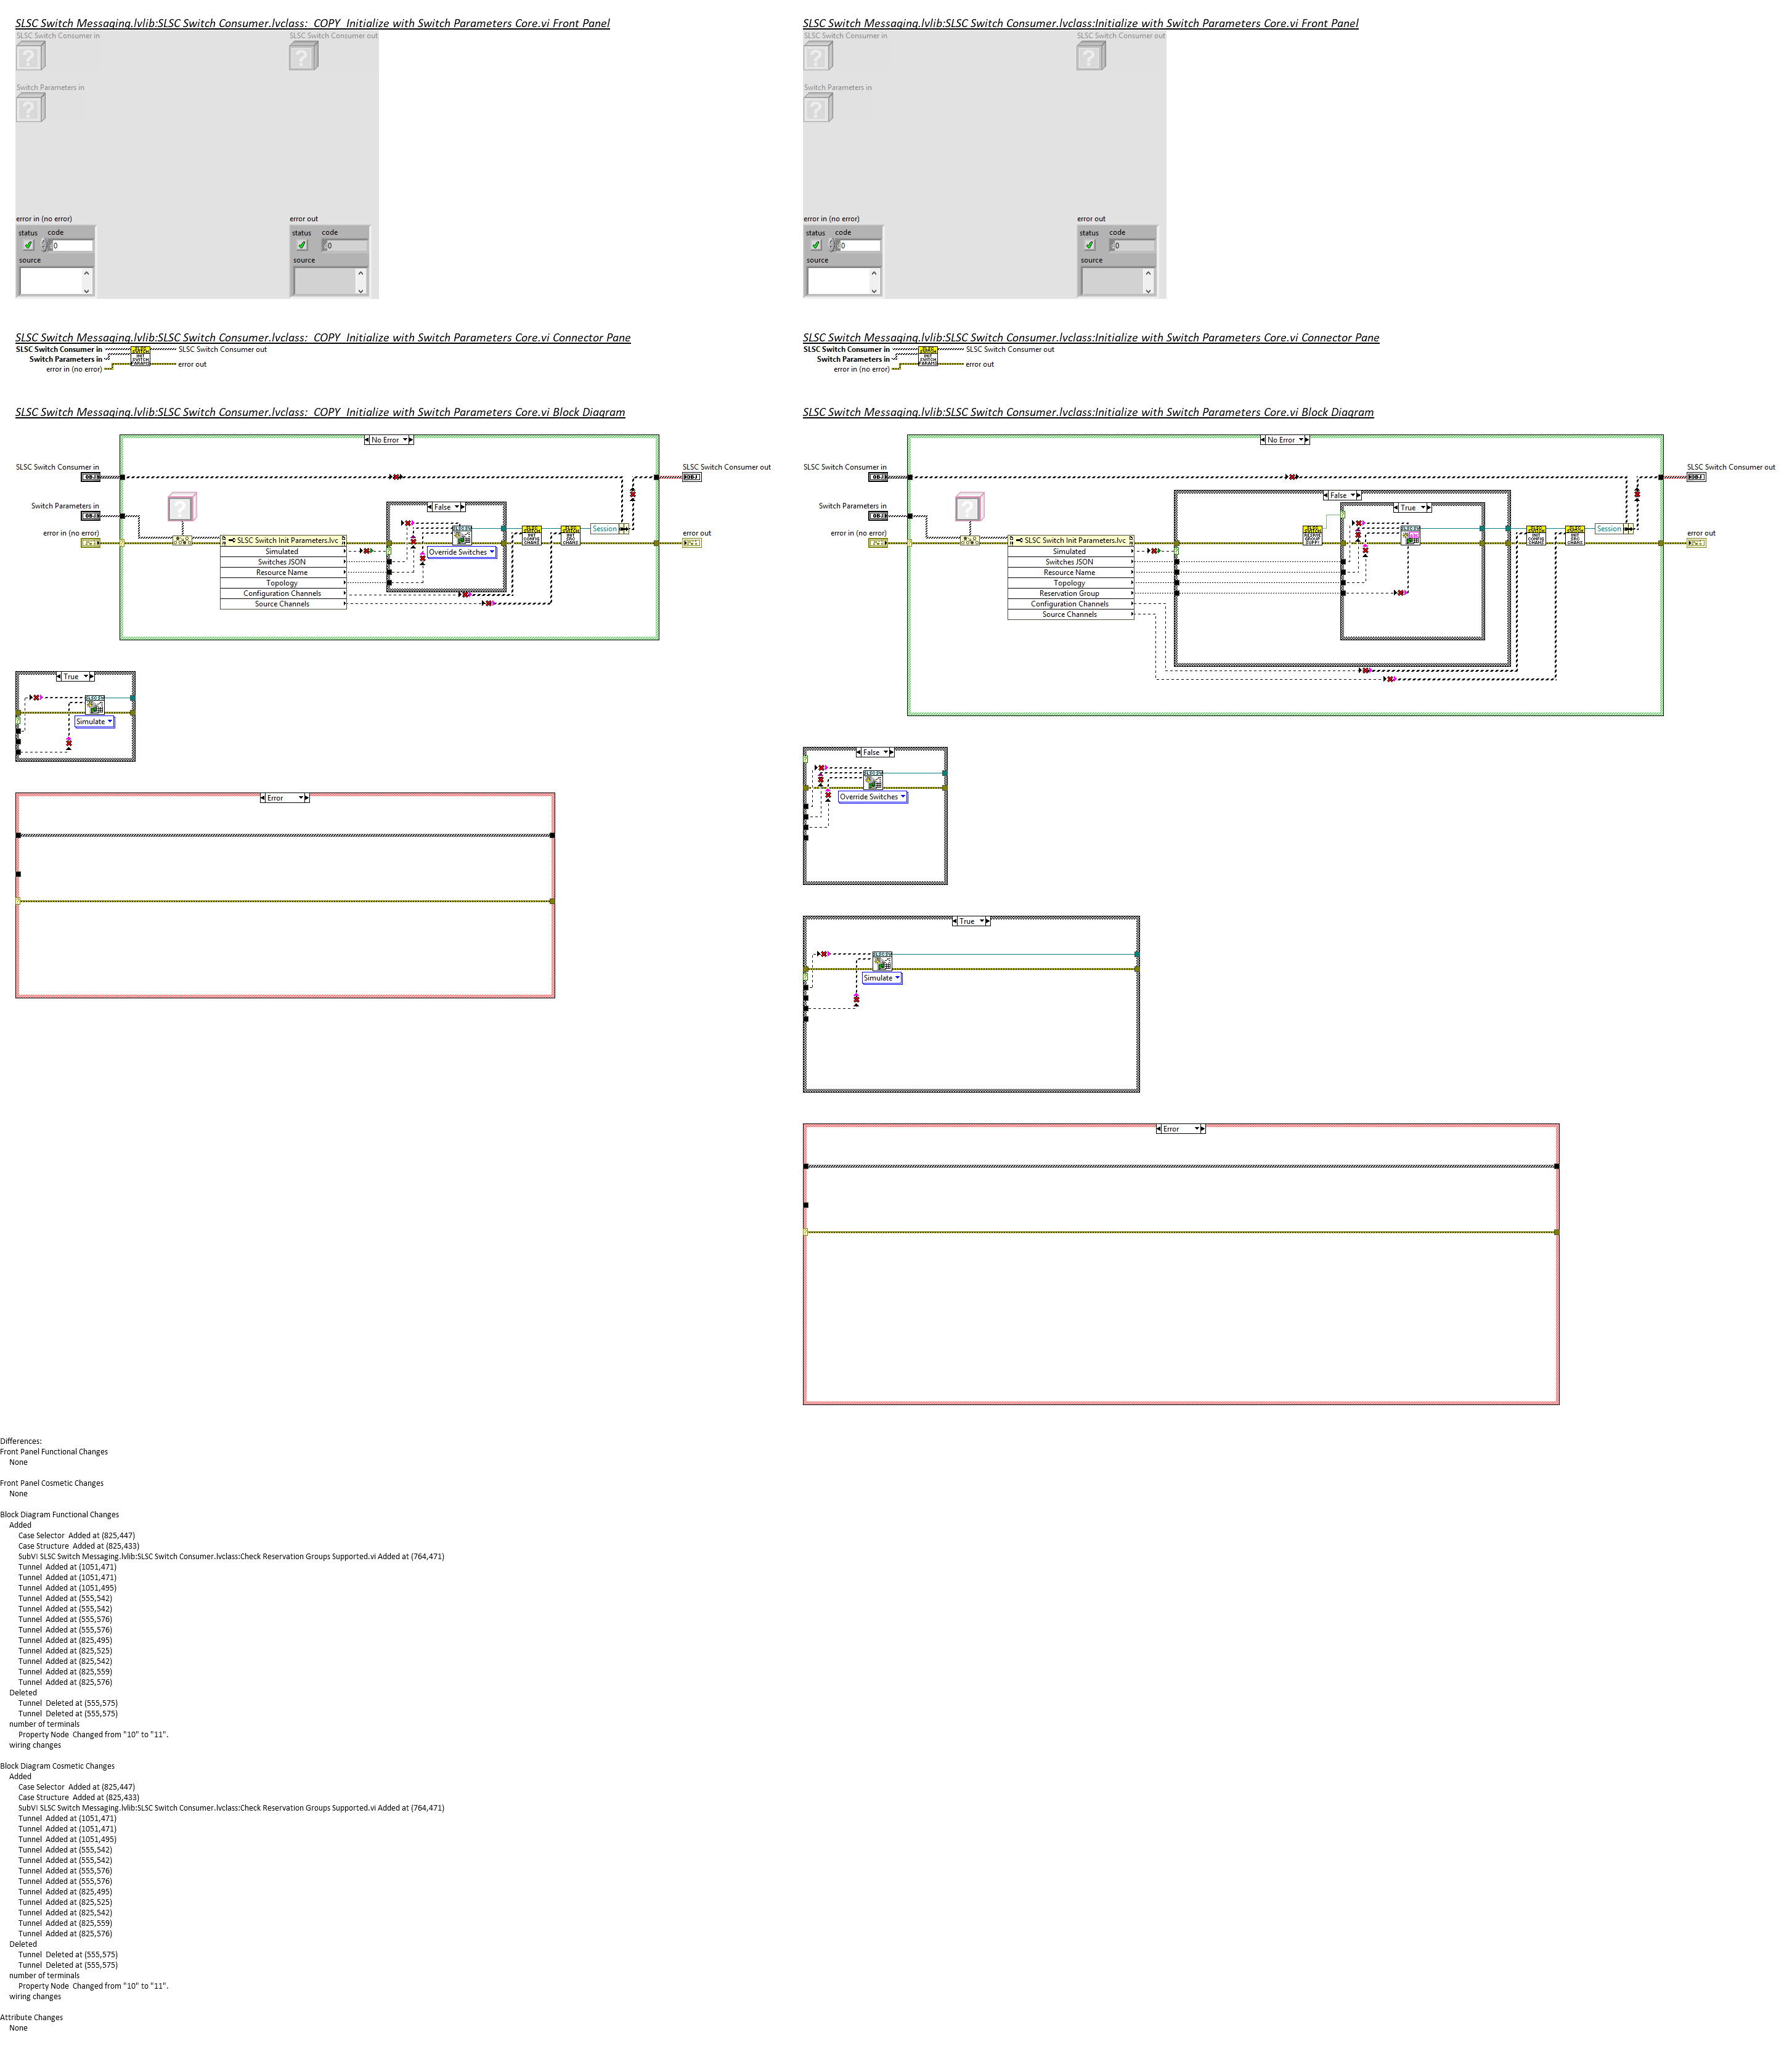 SLSC Switch Messaging.lvlib:SLSC Switch Consumer.lvclass:_COPY_Initialize with Switch Parameters Core.vi Front Panel
SLSC Switch Consumer in
SLSC Switch Consumer out
Switch Parameters in
error in (no error)
error out
status code
0
source
status code
0
source
SLSC Switch Messaging.lvlib:SLSC Switch Consumer.lvclass:_COPY_Initialize with Switch Parameters Core.vi Connector Pane
SLSC Switch Consumer in
SLSC Switch Consumer out
Switch Parameters in
error in (no error)
error out
SLSC Switch Messaging.lvlib:SLSC Switch Consumer.lvclass:_COPY_Initialize with Switch Parameters Core.vi Block Diagram
No Error
SLSC Switch Consumer in
SLSC Switch Consumer out
Switch Parameters in
error in (no error)
error out
False
Session
Override Switches
SLSC Switch Init Parameters.lvc
Simulated
Switches JSON
Resource Name
Topology
Configuration Channels
Source Channels
True
Simulate
Error
SLSC Switch Messaging.lvlib:SLSC Switch Consumer.lvclass:Initialize with Switch Parameters Core.vi Front Panel
SLSC Switch Consumer in
SLSC Switch Consumer out
Switch Parameters in
error in (no error)
error out
status code
0
source
status code
0
source
SLSC Switch Messaging.lvlib:SLSC Switch Consumer.lvclass:Initialize with Switch Parameters Core.vi Connector Pane
SLSC Switch Consumer in
SLSC Switch Consumer out
Switch Parameters in
error in (no error)
error out
SLSC Switch Messaging.lvlib:SLSC Switch Consumer.lvclass:Initialize with Switch Parameters Core.vi Block Diagram
No Error
SLSC Switch Consumer in
SLSC Switch Consumer out
Switch Parameters in
error in (no error)
error out
False
True
Session
SLSC Switch Init Parameters.lvc
Simulated
Switches JSON
Resource Name
Topology
Reservation Group
Configuration Channels
Source Channels
False
Override Switches
True
Simulate
Error
Differences:
Front Panel Functional Changes
None
Front Panel Cosmetic Changes
None
Block Diagram Functional Changes
Added
Case Selector Added at (825,447)
Case Structure Added at (825,433)
SubVI SLSC Switch Messaging.lvlib:SLSC Switch Consumer.lvclass:Check Reservation Groups Supported.vi Added at (764,471)
Tunnel Added at (1051,471)
Tunnel Added at (1051,471)
Tunnel Added at (1051,495)
Tunnel Added at (555,542)
Tunnel Added at (555,542)
Tunnel Added at (555,576)
Tunnel Added at (555,576)
Tunnel Added at (825,495)
Tunnel Added at (825,525)
Tunnel Added at (825,542)
Tunnel Added at (825,559)
Tunnel Added at (825,576)
Deleted
Tunnel Deleted at (555,575)
Tunnel Deleted at (555,575)
number of terminals
Property Node Changed from "10" to "11".
wiring changes
Block Diagram Cosmetic Changes
Added
Case Selector Added at (825,447)
Case Structure Added at (825,433)
SubVI SLSC Switch Messaging.lvlib:SLSC Switch Consumer.lvclass:Check Reservation Groups Supported.vi Added at (764,471)
Tunnel Added at (1051,471)
Tunnel Added at (1051,471)
Tunnel Added at (1051,495)
Tunnel Added at (555,542)
Tunnel Added at (555,542)
Tunnel Added at (555,576)
Tunnel Added at (555,576)
Tunnel Added at (825,495)
Tunnel Added at (825,525)
Tunnel Added at (825,542)
Tunnel Added at (825,559)
Tunnel Added at (825,576)
Deleted
Tunnel Deleted at (555,575)
Tunnel Deleted at (555,575)
number of terminals
Property Node Changed from "10" to "11".
wiring changes
Attribute Changes
None